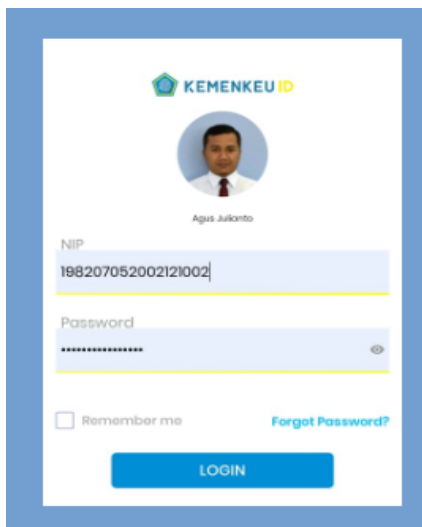 KEMENKEU ID
Agus Julianto
NIP
198207052002121002
Password
••••••••••••••••
Remember me
Forgot Password?
LOGIN